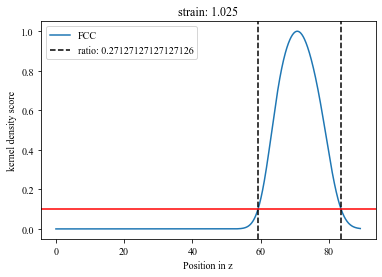 strain: 1.025
FCC
ratio: 0.27127127127127126
1.0
0.8
0.6
0.4
0.2
0.0
kernel density score
0 20 40 60 80
Position in z